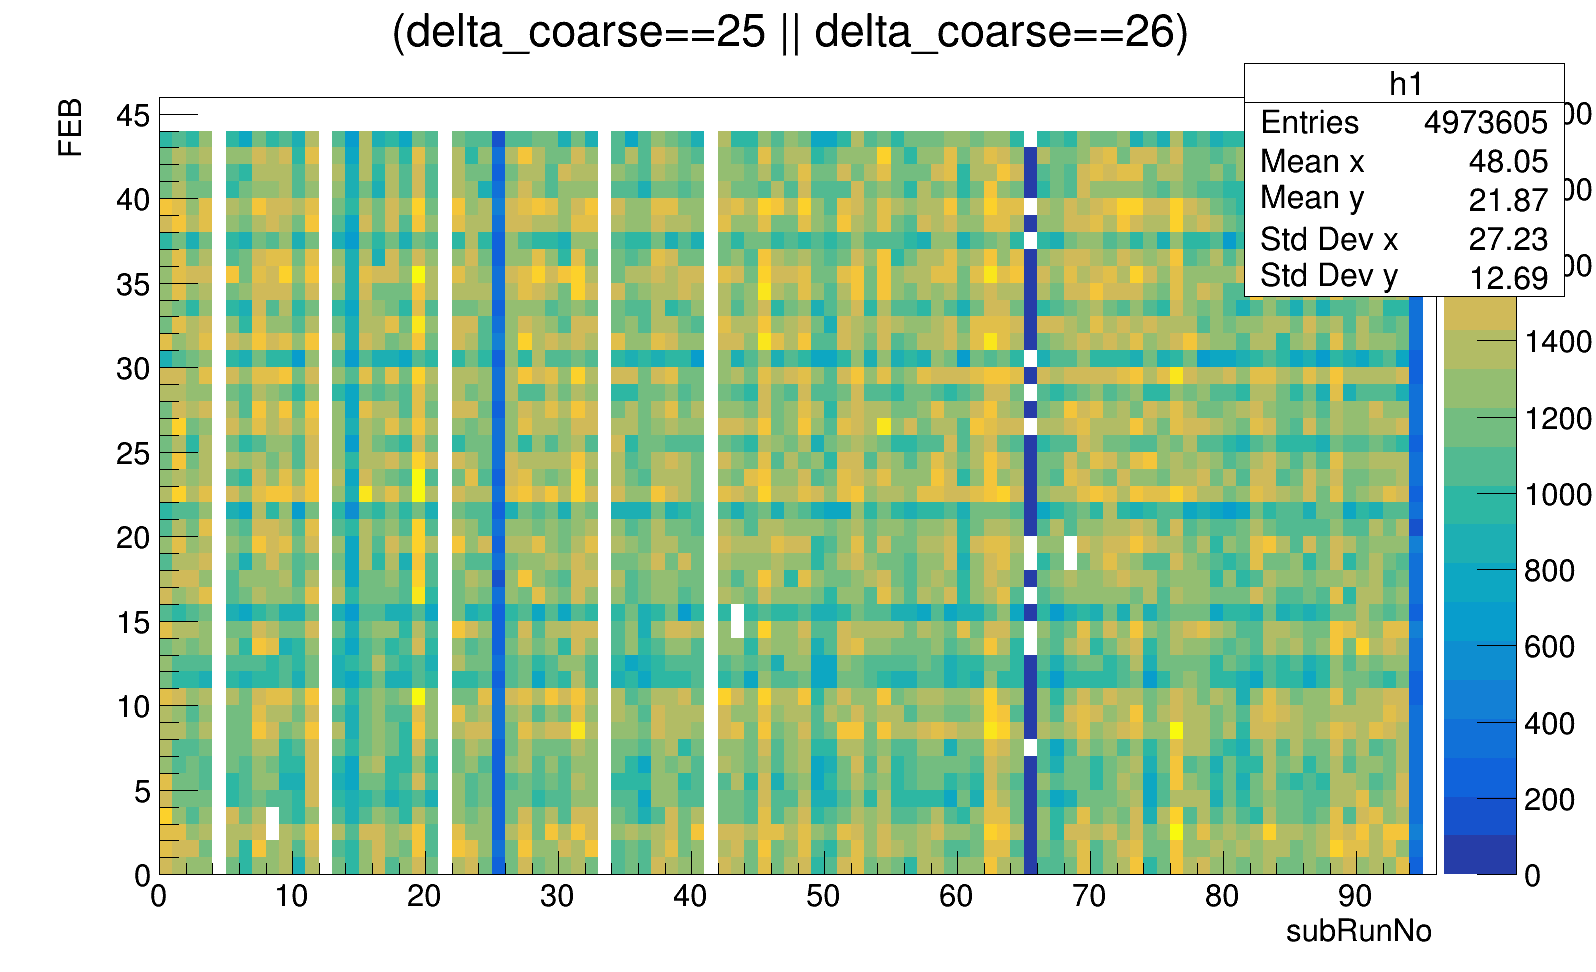 (delta_coarse==25 || delta_coarse==26)
h1
Entries 4973605
Mean x 48.05
Mean y 21.87
Std Dev x 27.23
Std Dev y 12.69
FEB
45
40
35
30
25
20
15
10
5
0
0 10 20 30 40 50 60 70 80 90
subRunNo
1400
1200
1000
800
600
400
200
0